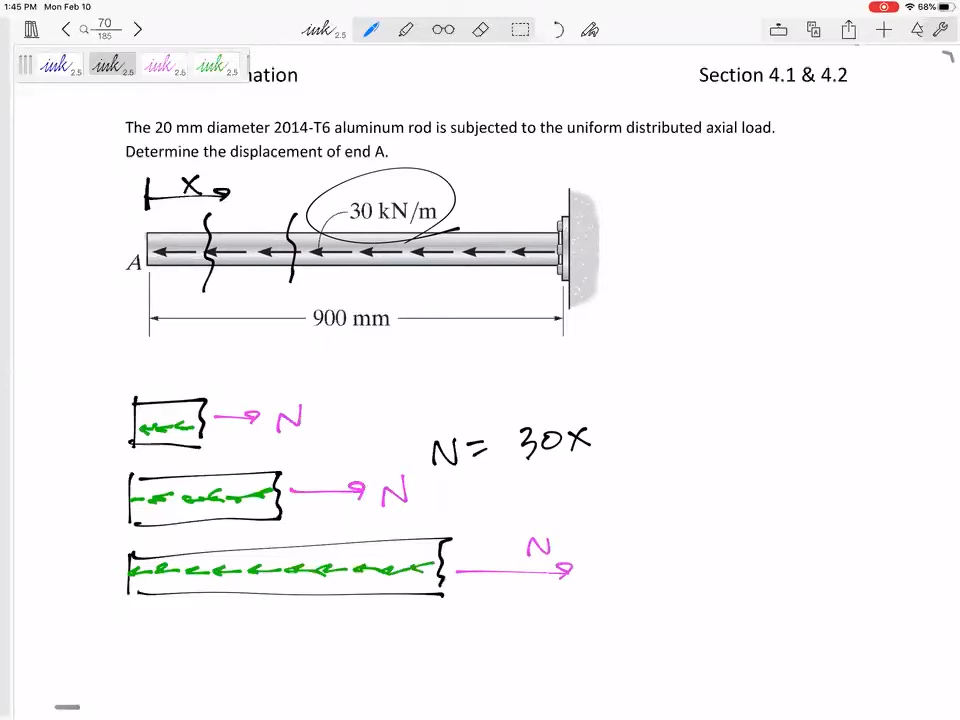 1:45 PM Mon Feb 10
68%
70
185
ink 2.5
ink 2.5
ink 2.5
ink 2.5
ink 2.5
nation
Section 4.1 & 4.2
The 20 mm diameter 2014-T6 aluminum rod is subjected to the uniform distributed axial load.
Determine the displacement of end A.
x
30 kN/m
A
900 mm
N
N = 30x
N
N